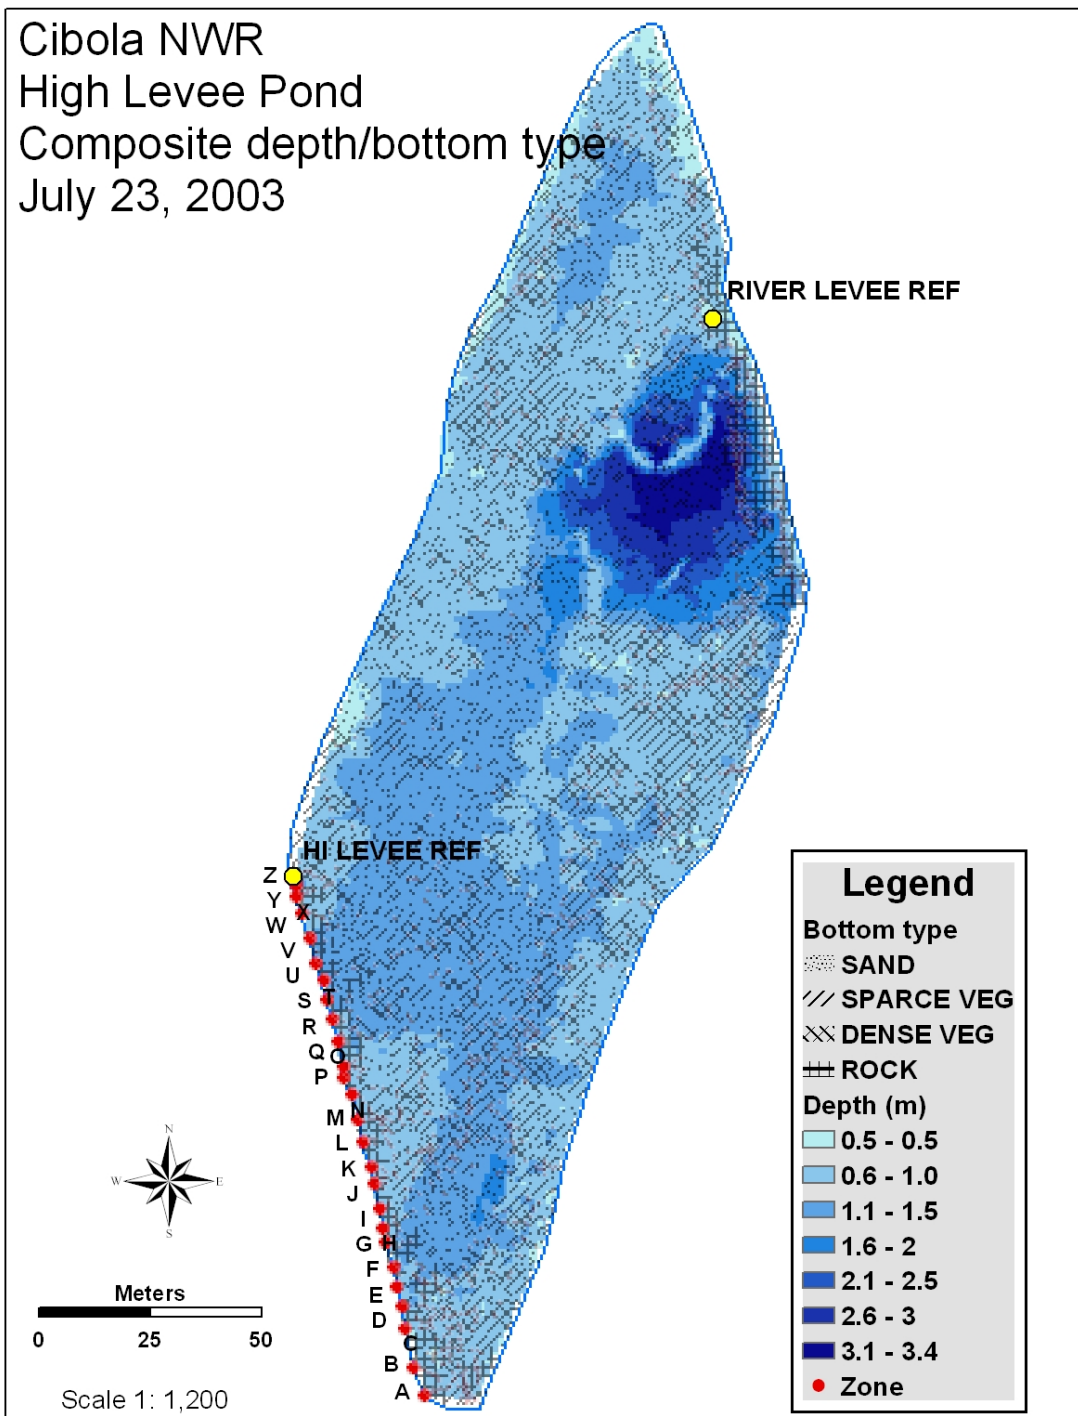 Cibola NWR
High Levee Pond
Composite depth/bottom type
July 23, 2003
RIVER LEVEE REF
HI LEVEE REF
Z
Y
X
W
V
U
T
S
R
Q
O
P
N
M
L
K
J
I
H
G
F
E
D
C
B
A
N
W
E
S
Meters
0 25 50
Scale 1: 1,200
Legend
Bottom type
SAND
SPARCE VEG
DENSE VEG
ROCK
Depth (m)
0.5 - 0.5
0.6 - 1.0
1.1 - 1.5
1.6 - 2
2.1 - 2.5
2.6 - 3
3.1 - 3.4
Zone